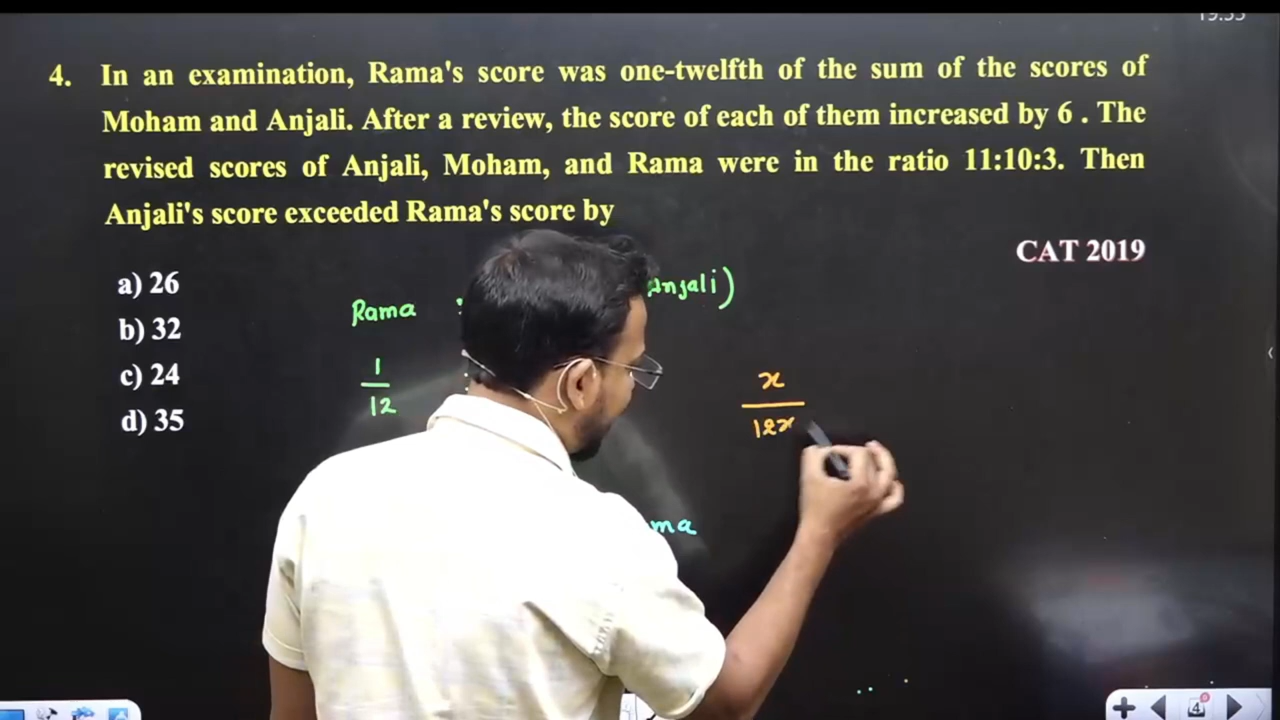 4. In an examination, Rama's score was one-twelfth of the sum of the scores of
Moham and Anjali. After a review, the score of each of them increased by 6 . The
revised scores of Anjali, Moham, and Rama were in the ratio 11:10:3. Then
Anjali's score exceeded Rama's score by
CAT 2019
a) 26
b) 32
c) 24
d) 35
Rama : Anjali)
1
12
x
12x
ma
4